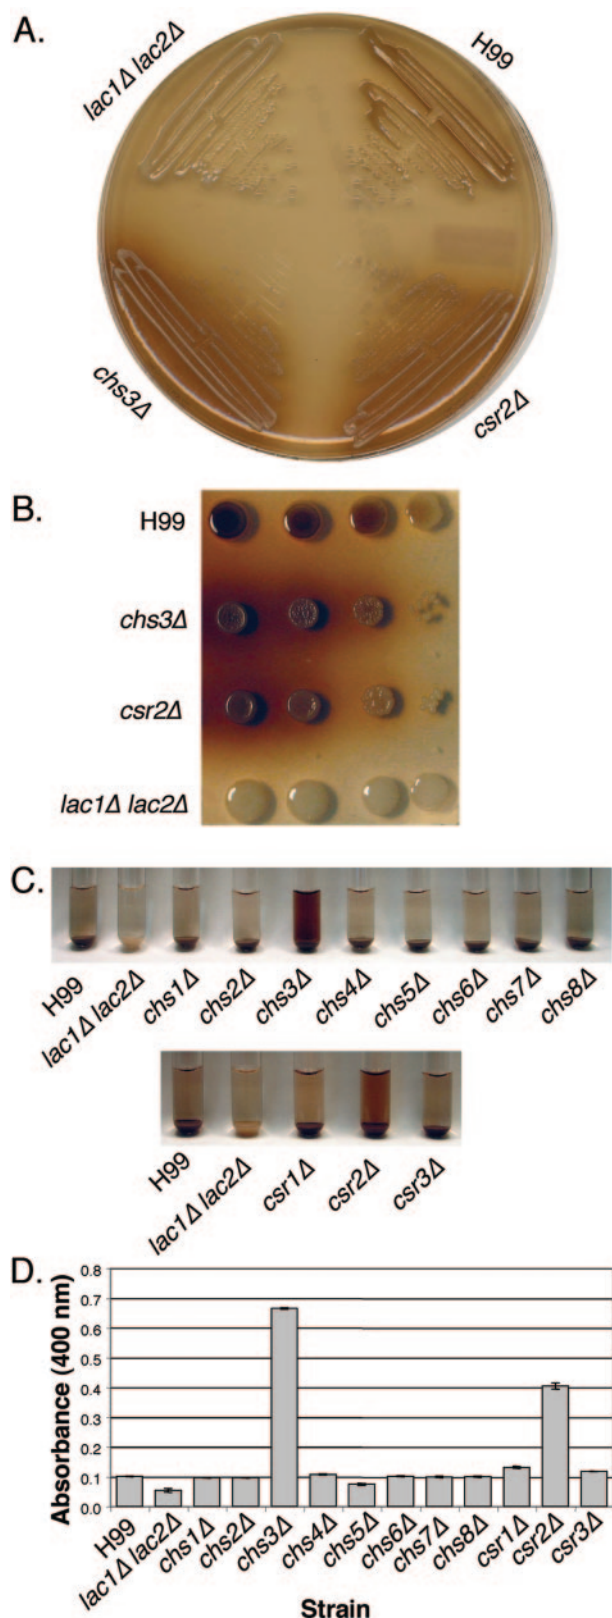 A.
lac1Δ lac2Δ
H99
chs3Δ
csr2Δ
B.
H99
chs3Δ
csr2Δ
lac1Δ lac2Δ
C.
H99
lac1Δ lac2Δ
chs1Δ
chs2Δ
chs3Δ
chs4Δ
chs5Δ
chs6Δ
chs7Δ
chs8Δ
H99
lac1Δ lac2Δ
csr1Δ
csr2Δ
csr3Δ
D.
Absorbance (400 nm)
0.8
0.7
0.6
0.5
0.4
0.3
0.2
0.1
0.0
H99
lac1Δ lac2Δ
chs1Δ
chs2Δ
chs3Δ
chs4Δ
chs5Δ
chs6Δ
chs7Δ
chs8Δ
csr1Δ
csr2Δ
csr3Δ
Strain